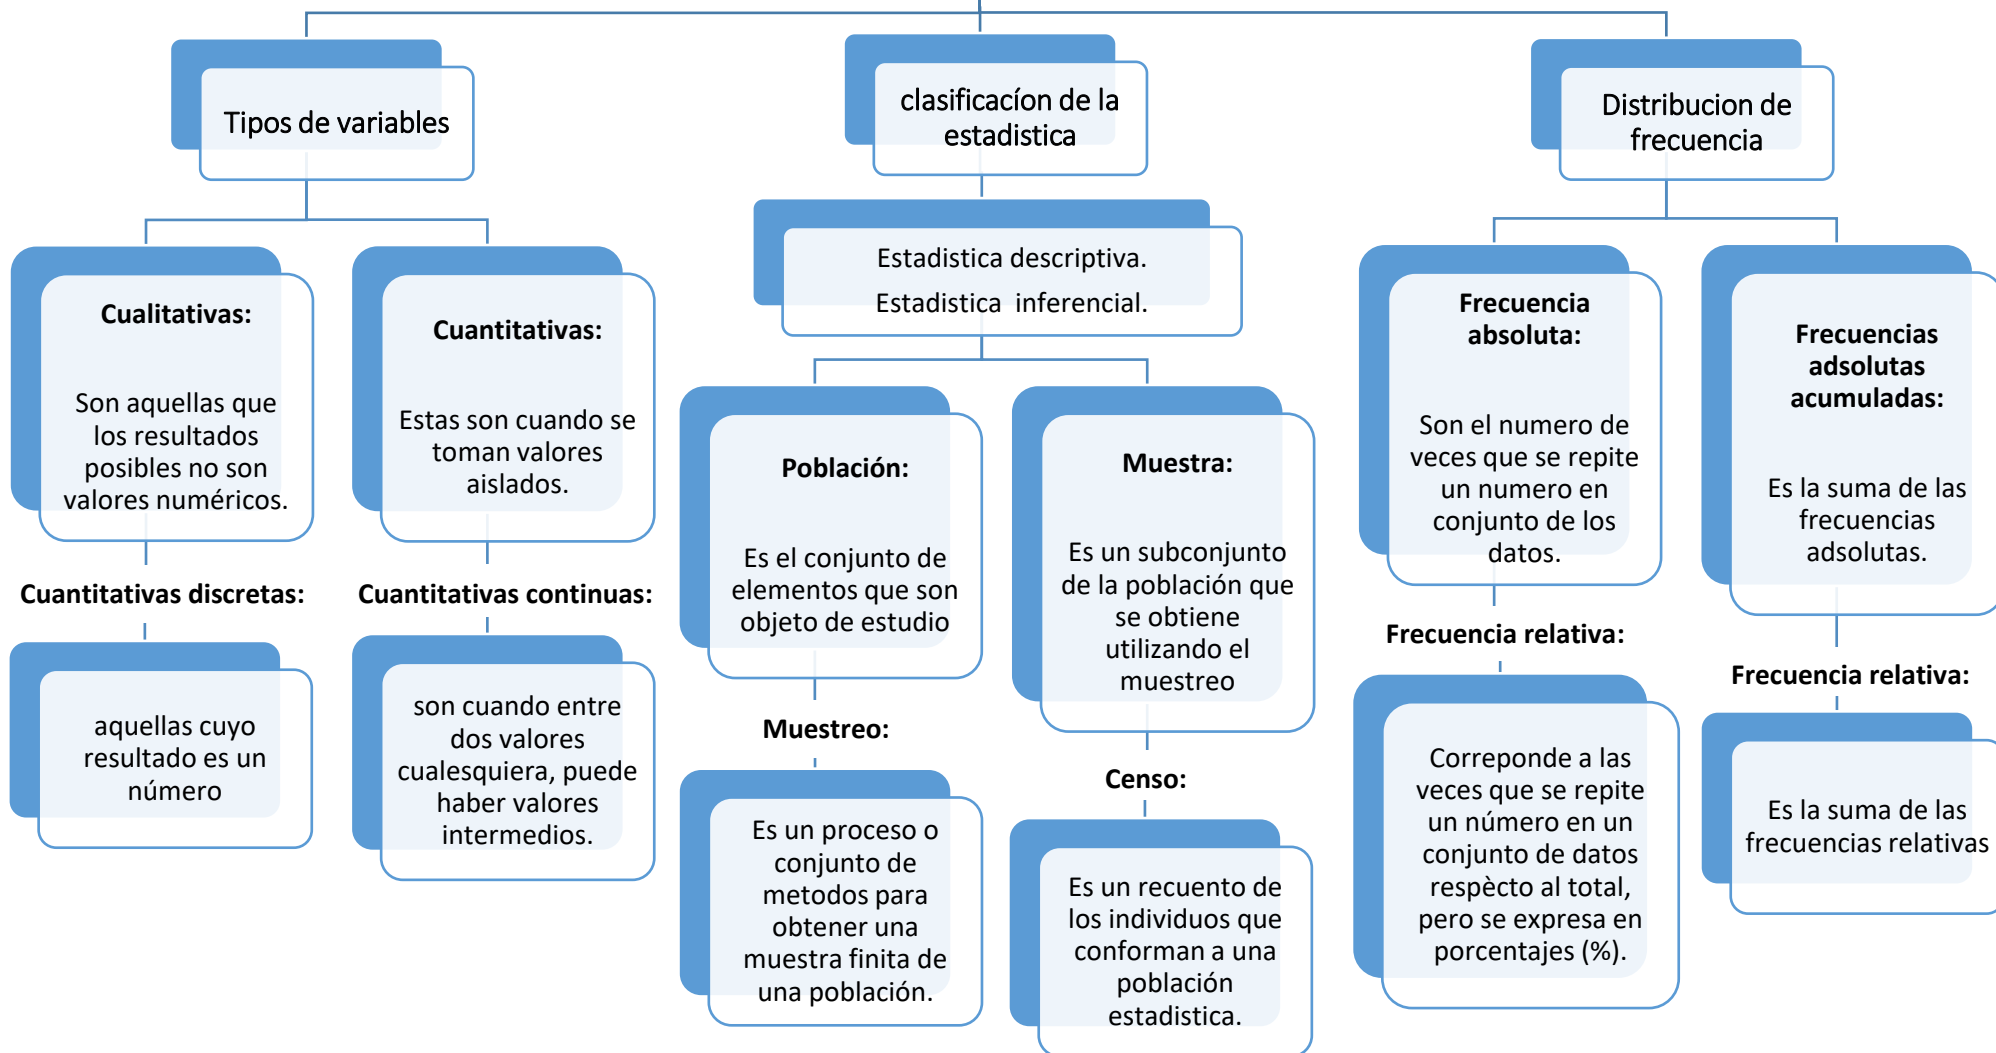 Tipos de variables
clasificacíon de la
estadistica
Distribucion de
frecuencia
Cualitativas:
Son aquellas que
los resultados
posibles no son
valores numéricos.
Cuantitativas:
Estas son cuando se
toman valores
aislados.
Cuantitativas discretas:
aquellas cuyo
resultado es un
número
Cuantitativas continuas:
son cuando entre
dos valores
cualesquiera, puede
haber valores
intermedios.
Estadistica descriptiva.
Estadistica  inferencial.
Población:
Es el conjunto de
elementos que son
objeto de estudio
Muestra:
Es un subconjunto
de la población que
se obtiene
utilizando el
muestreo
Muestreo:
Es un proceso o
conjunto de
metodos para
obtener una
muestra finita de
una población.
Censo:
Es un recuento de
los individuos que
conforman a una
población
estadistica.
Frecuencia
absoluta:
Son el numero de
veces que se repite
un numero en
conjunto de los
datos.
Frecuencias
adsolutas
acumuladas:
Es la suma de las
frecuencias
adsolutas.
Frecuencia relativa:
Correponde a las
veces que se repite
un número en un
conjunto de datos
respècto al total,
pero se expresa en
porcentajes (%).
Frecuencia relativa:
Es la suma de las
frecuencias relativas